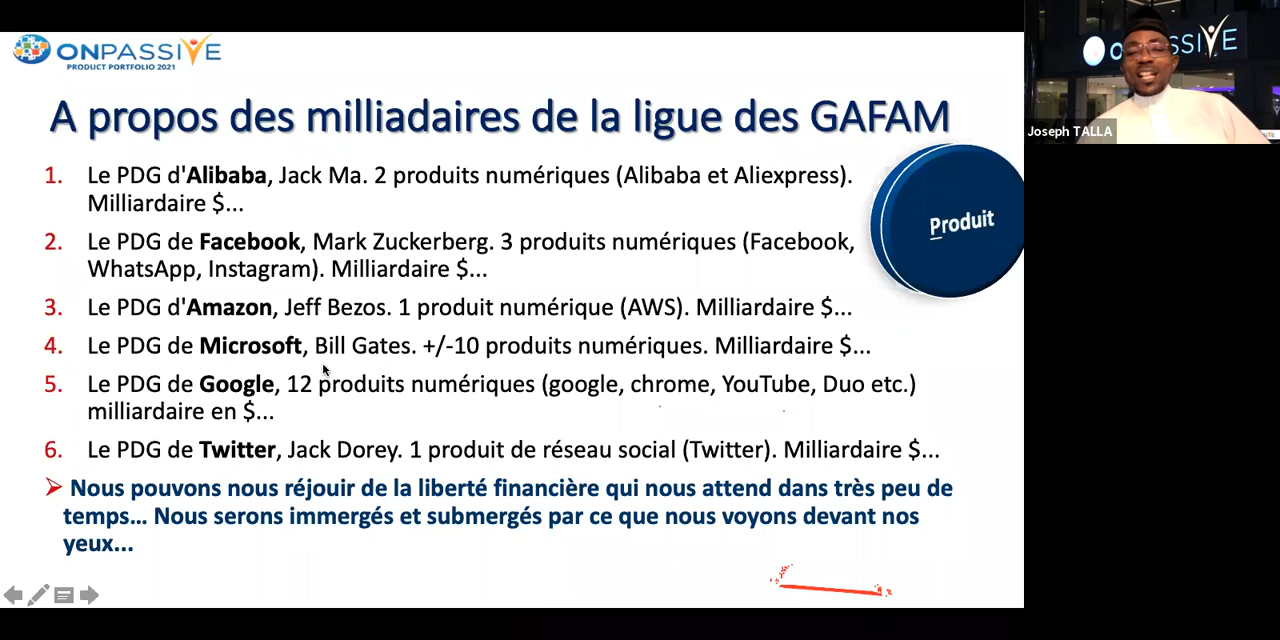 ONPASSIVE
PRODUCT PORTFOLIO 2021
A propos des milliadaires de la ligue des GAFAM
1. Le PDG d'Alibaba, Jack Ma. 2 produits numériques (Alibaba et Aliexpress).
Milliardaire $...
2. Le PDG de Facebook, Mark Zuckerberg. 3 produits numériques (Facebook,
WhatsApp, Instagram). Milliardaire $...
3. Le PDG d'Amazon, Jeff Bezos. 1 produit numérique (AWS). Milliardaire $...
4. Le PDG de Microsoft, Bill Gates. +/-10 produits numériques. Milliardaire $...
5. Le PDG de Google, 12 produits numériques (google, chrome, YouTube, Duo etc.)
milliardaire en $...
6. Le PDG de Twitter, Jack Dorey. 1 produit de réseau social (Twitter). Milliardaire $...
Nous pouvons nous réjouir de la liberté financière qui nous attend dans très peu de
temps... Nous serons immergés et submergés par ce que nous voyons devant nos
yeux...
Produit
Joseph TALLA